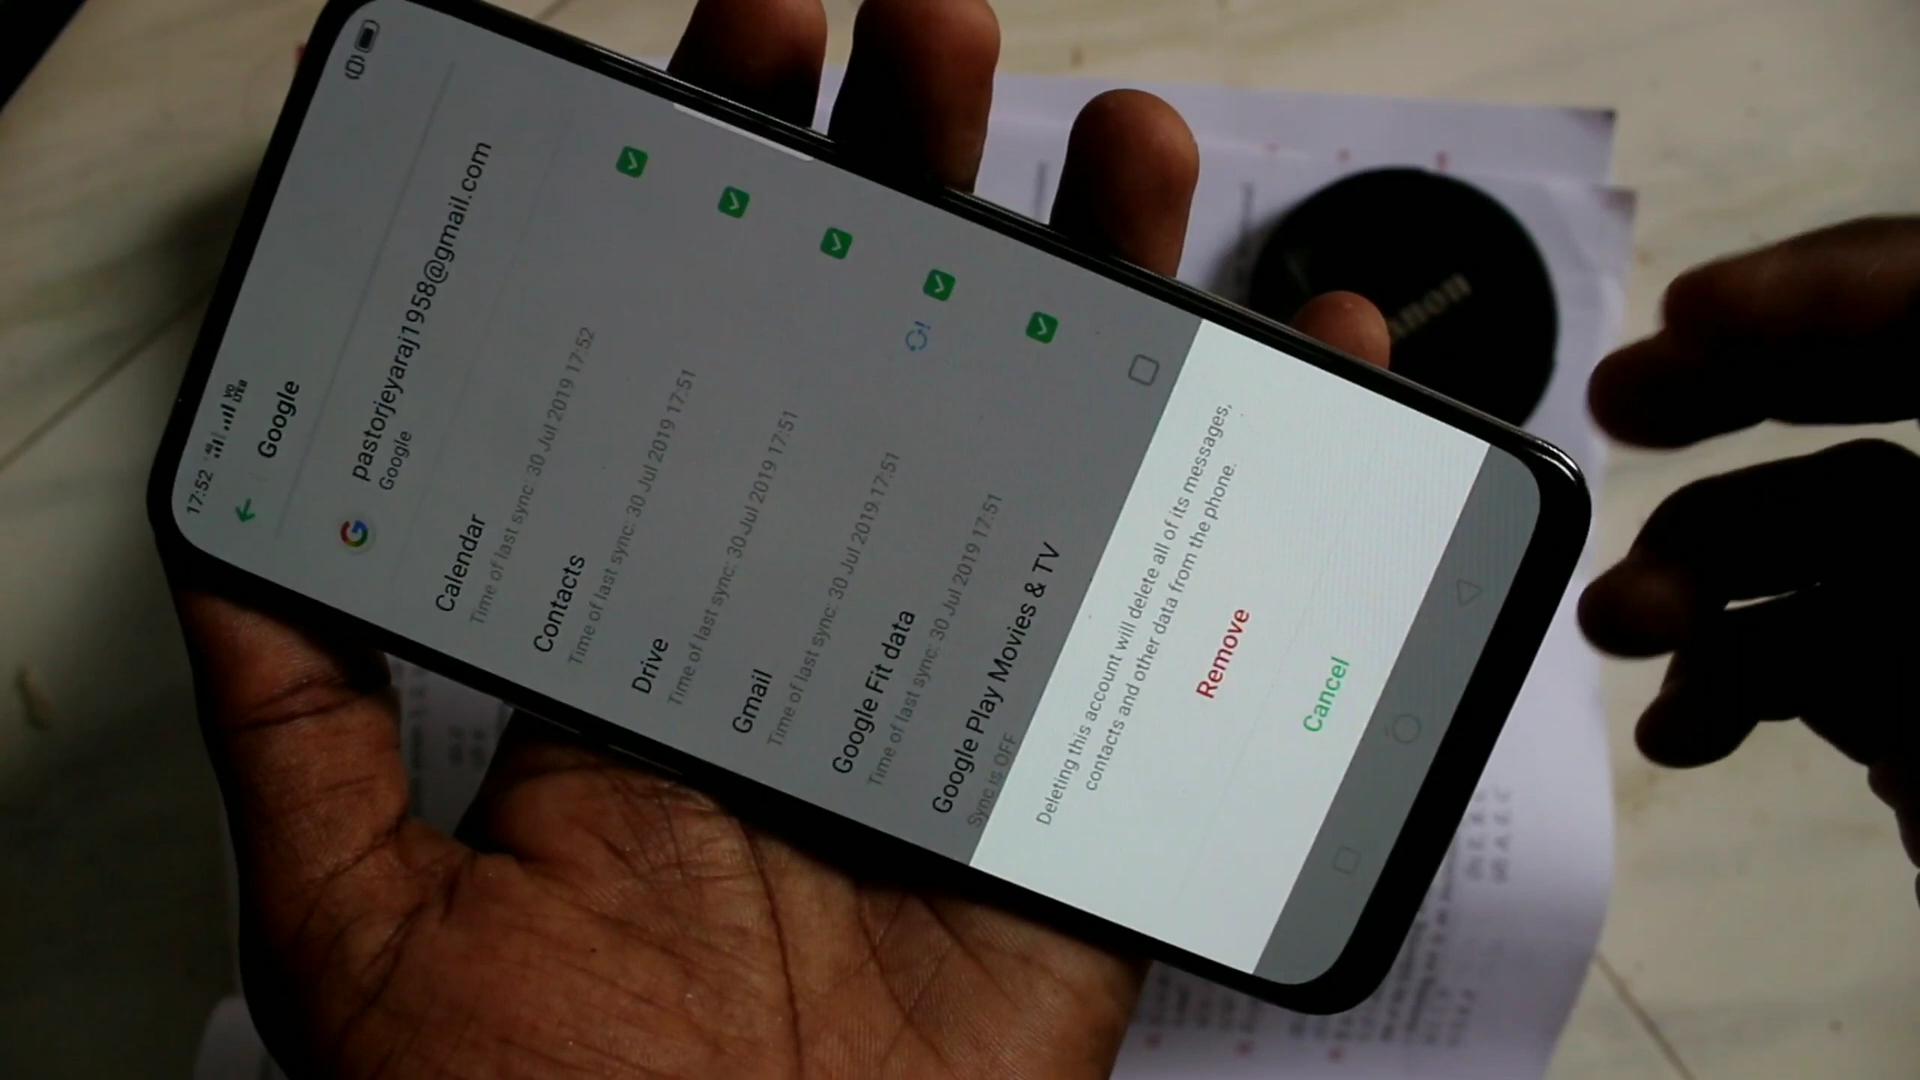 17:52
Google
pastorjeyaraj1958@gmail.com
Google
Calendar
Time of last sync: 30 Jul 2019 17:52
Contacts
Time of last sync: 30 Jul 2019 17:51
Drive
Time of last sync: 30 Jul 2019 17:51
Gmail
Time of last sync: 30 Jul 2019 17:51
Google Fit data
Time of last sync: 30 Jul 2019 17:51
Google Play Movies & TV
Sync is OFF
Deleting this account will delete all of its messages,
contacts and other data from the phone.
Remove
Cancel